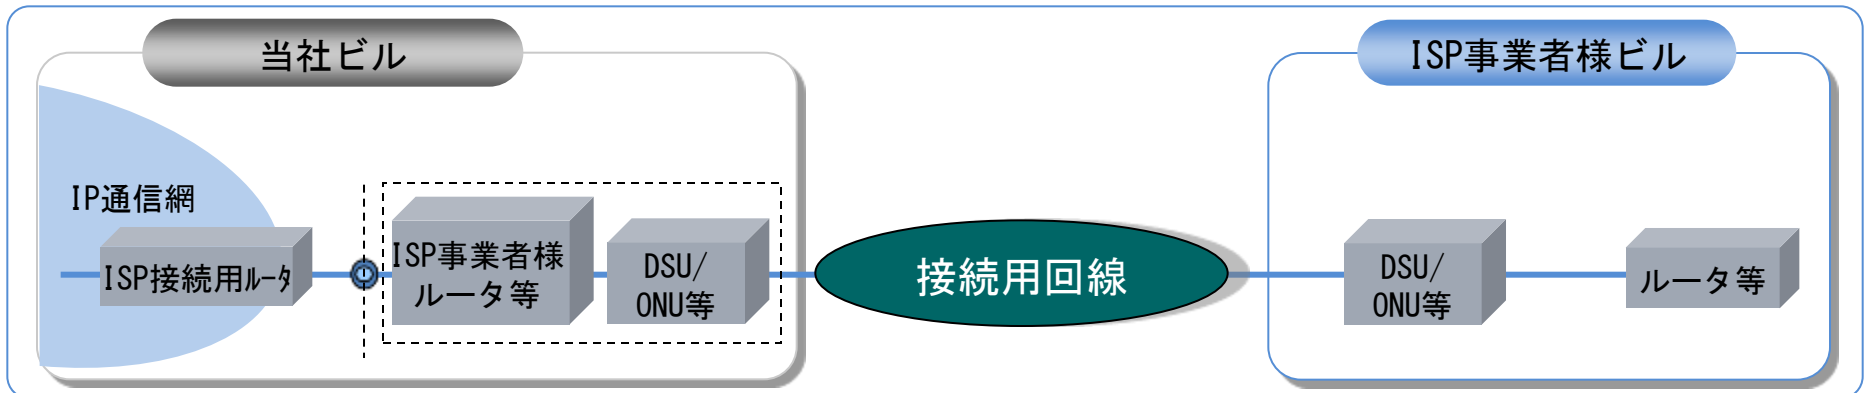 当社ビル
ISP事業者様ビル
IP通信網
ISP接続用ﾙｰﾀ
ISP事業者様
ルータ等
DSU/
ONU等
接続用回線
DSU/
ONU等
ルータ等